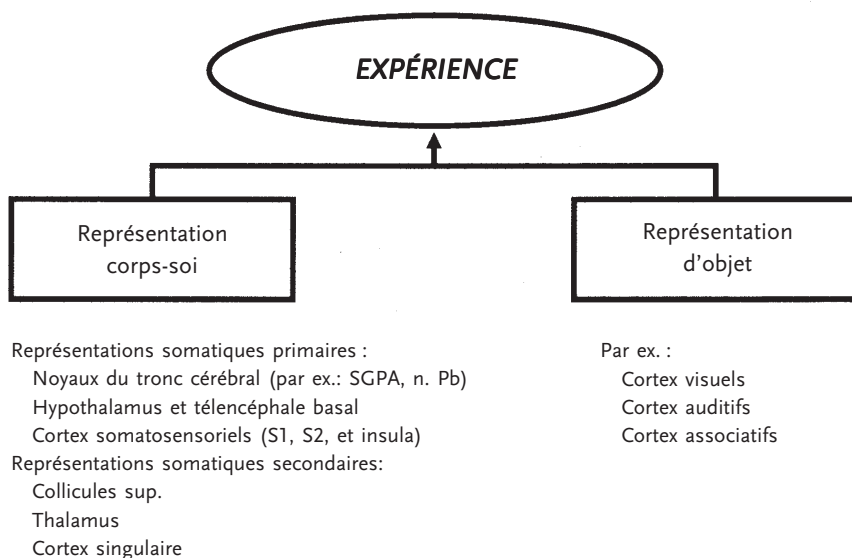 EXPÉRIENCE
Représentation
corps-soi
Représentation
d'objet
Représentations somatiques primaires :
Noyaux du tronc cérébral (par ex.: SGPA, n. Pb)
Hypothalamus et télencéphale basal
Cortex somatosensoriels (S1, S2, et insula)
Représentations somatiques secondaires:
Collicules sup.
Thalamus
Cortex singulaire
Par ex. :
Cortex visuels
Cortex auditifs
Cortex associatifs